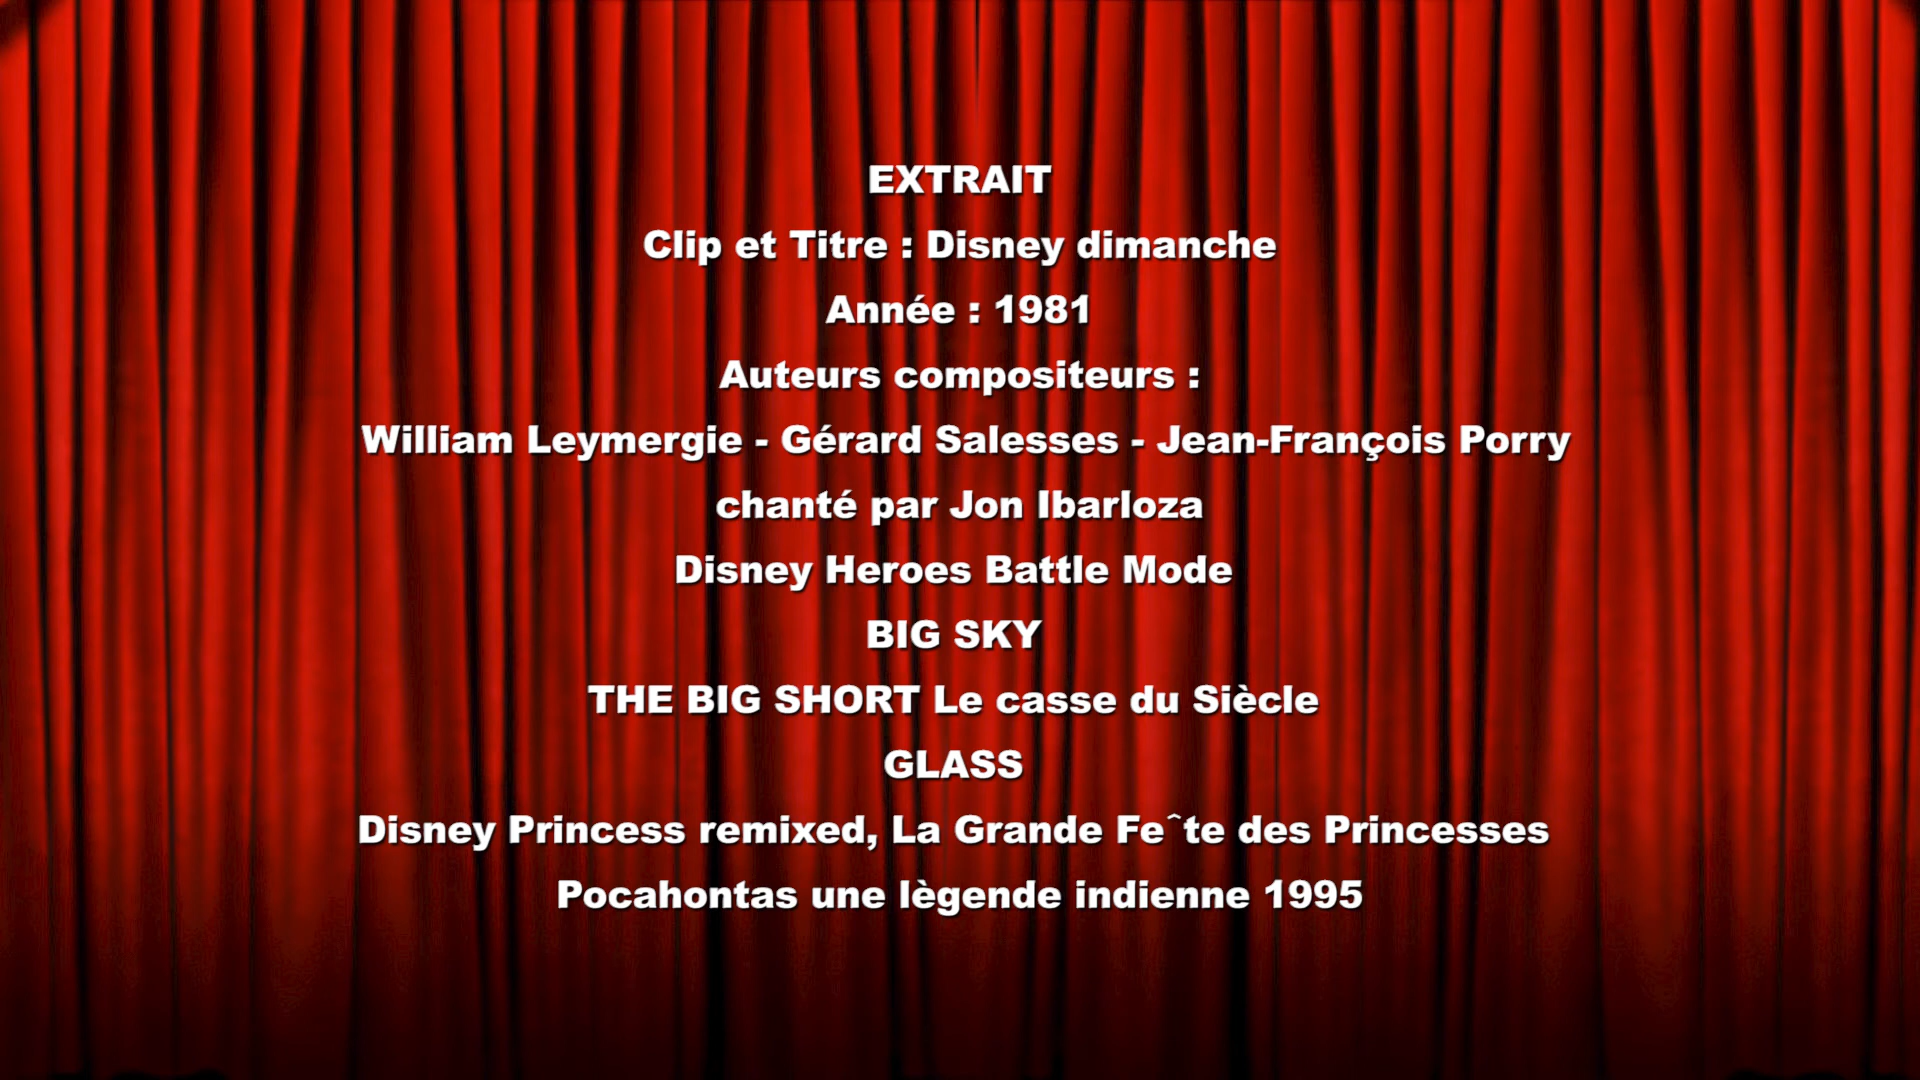 EXTRAIT
Clip et Titre : Disney dimanche
Année : 1981
Auteurs compositeurs :
William Leymergie - Gérard Salesses - Jean-François Porry
chanté par Jon Ibarloza
Disney Heroes Battle Mode
BIG SKY
THE BIG SHORT Le casse du Siècle
GLASS
Disney Princess remixed, La Grande Feˆte des Princesses
Pocahontas une lègende indienne 1995